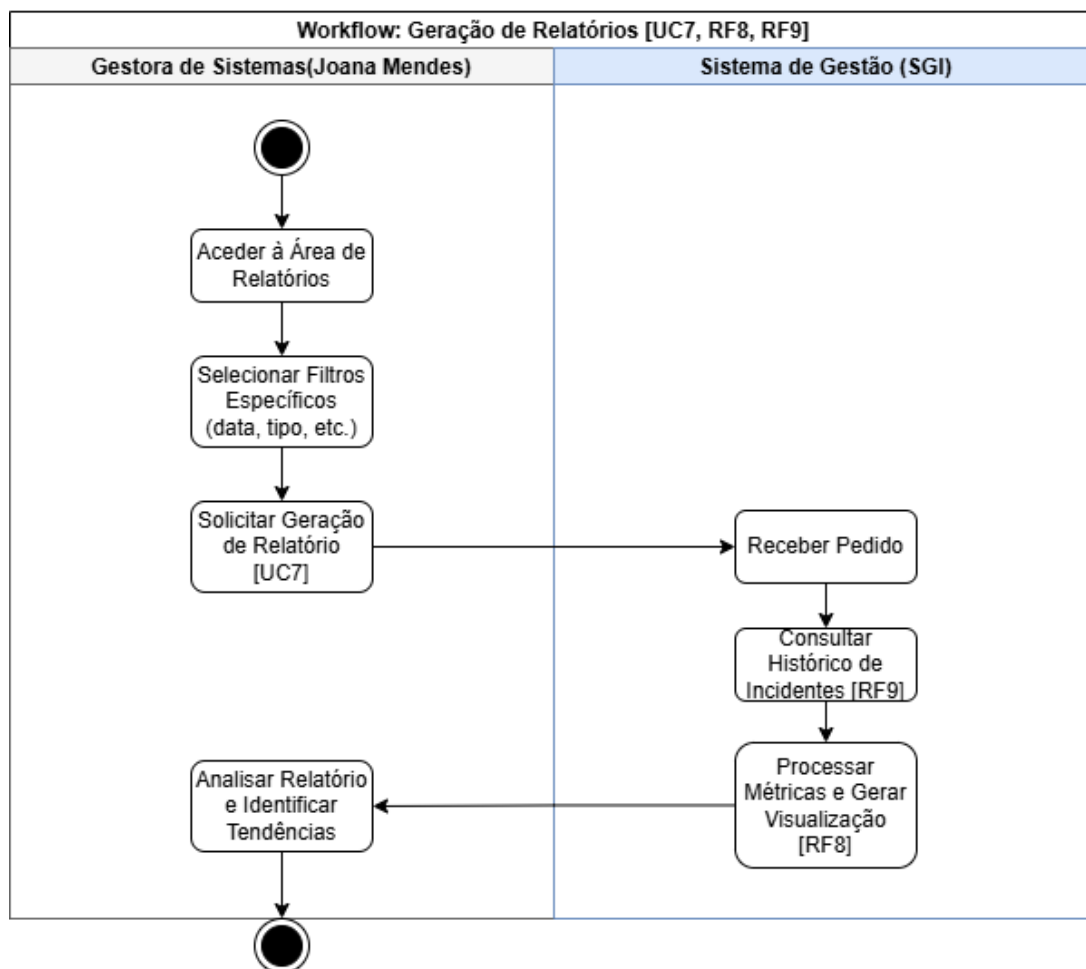 Workflow: Geração de Relatórios [UC7, RF8, RF9]
Gestora de Sistemas(Joana Mendes)
Sistema de Gestão (SGI)
Aceder à Área de
Relatórios
Selecionar Filtros
Específicos
(data, tipo, etc.)
Solicitar Geração
de Relatório
[UC7]
Receber Pedido
Consultar
Histórico de
Incidentes [RF9]
Processar
Métricas e Gerar
Visualização
[RF8]
Analisar Relatório
e Identificar
Tendências